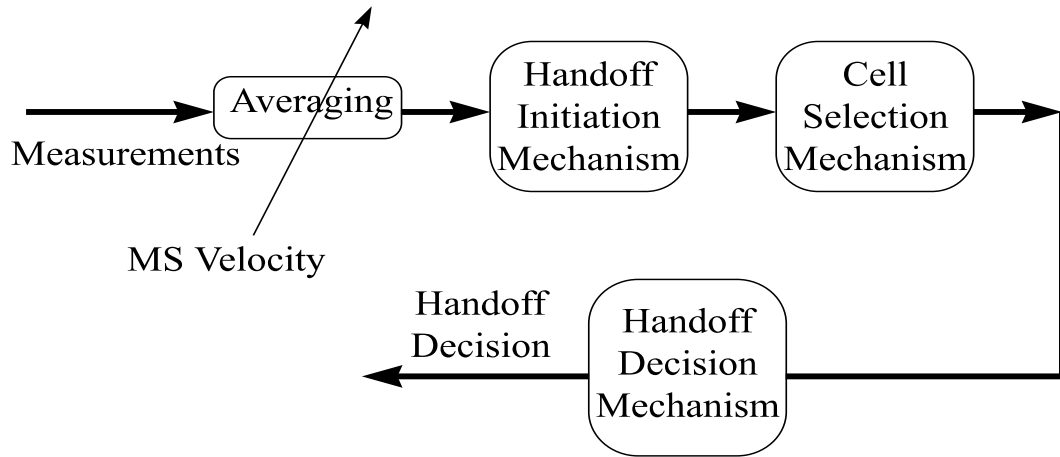 Averaging
Measurements
MS Velocity
Handoff
Initiation
Mechanism
Cell
Selection
Mechanism
Handoff
Decision
Mechanism
Handoff
Decision